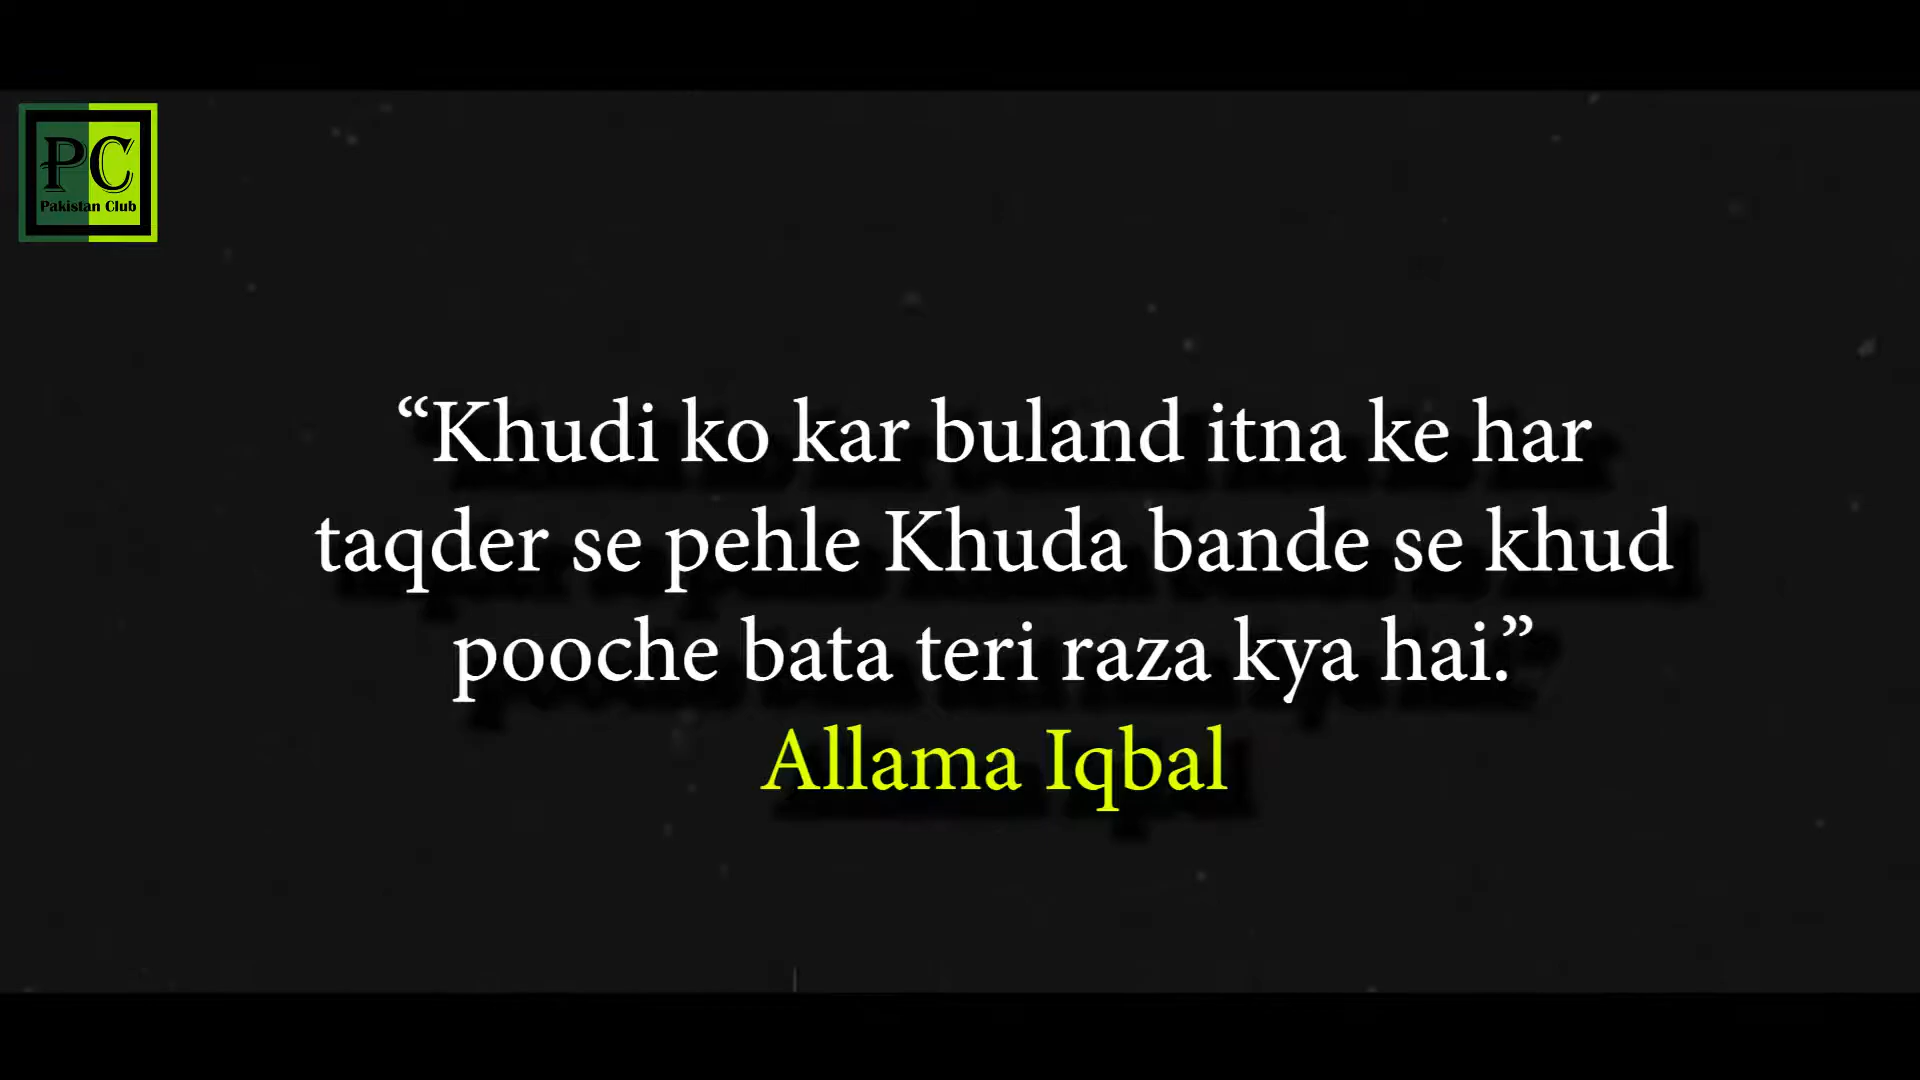 PC
Pakistan Club
“Khudi ko kar buland itna ke har
taqder se pehle Khuda bande se khud
pooche bata teri raza kya hai.”
Allama Iqbal